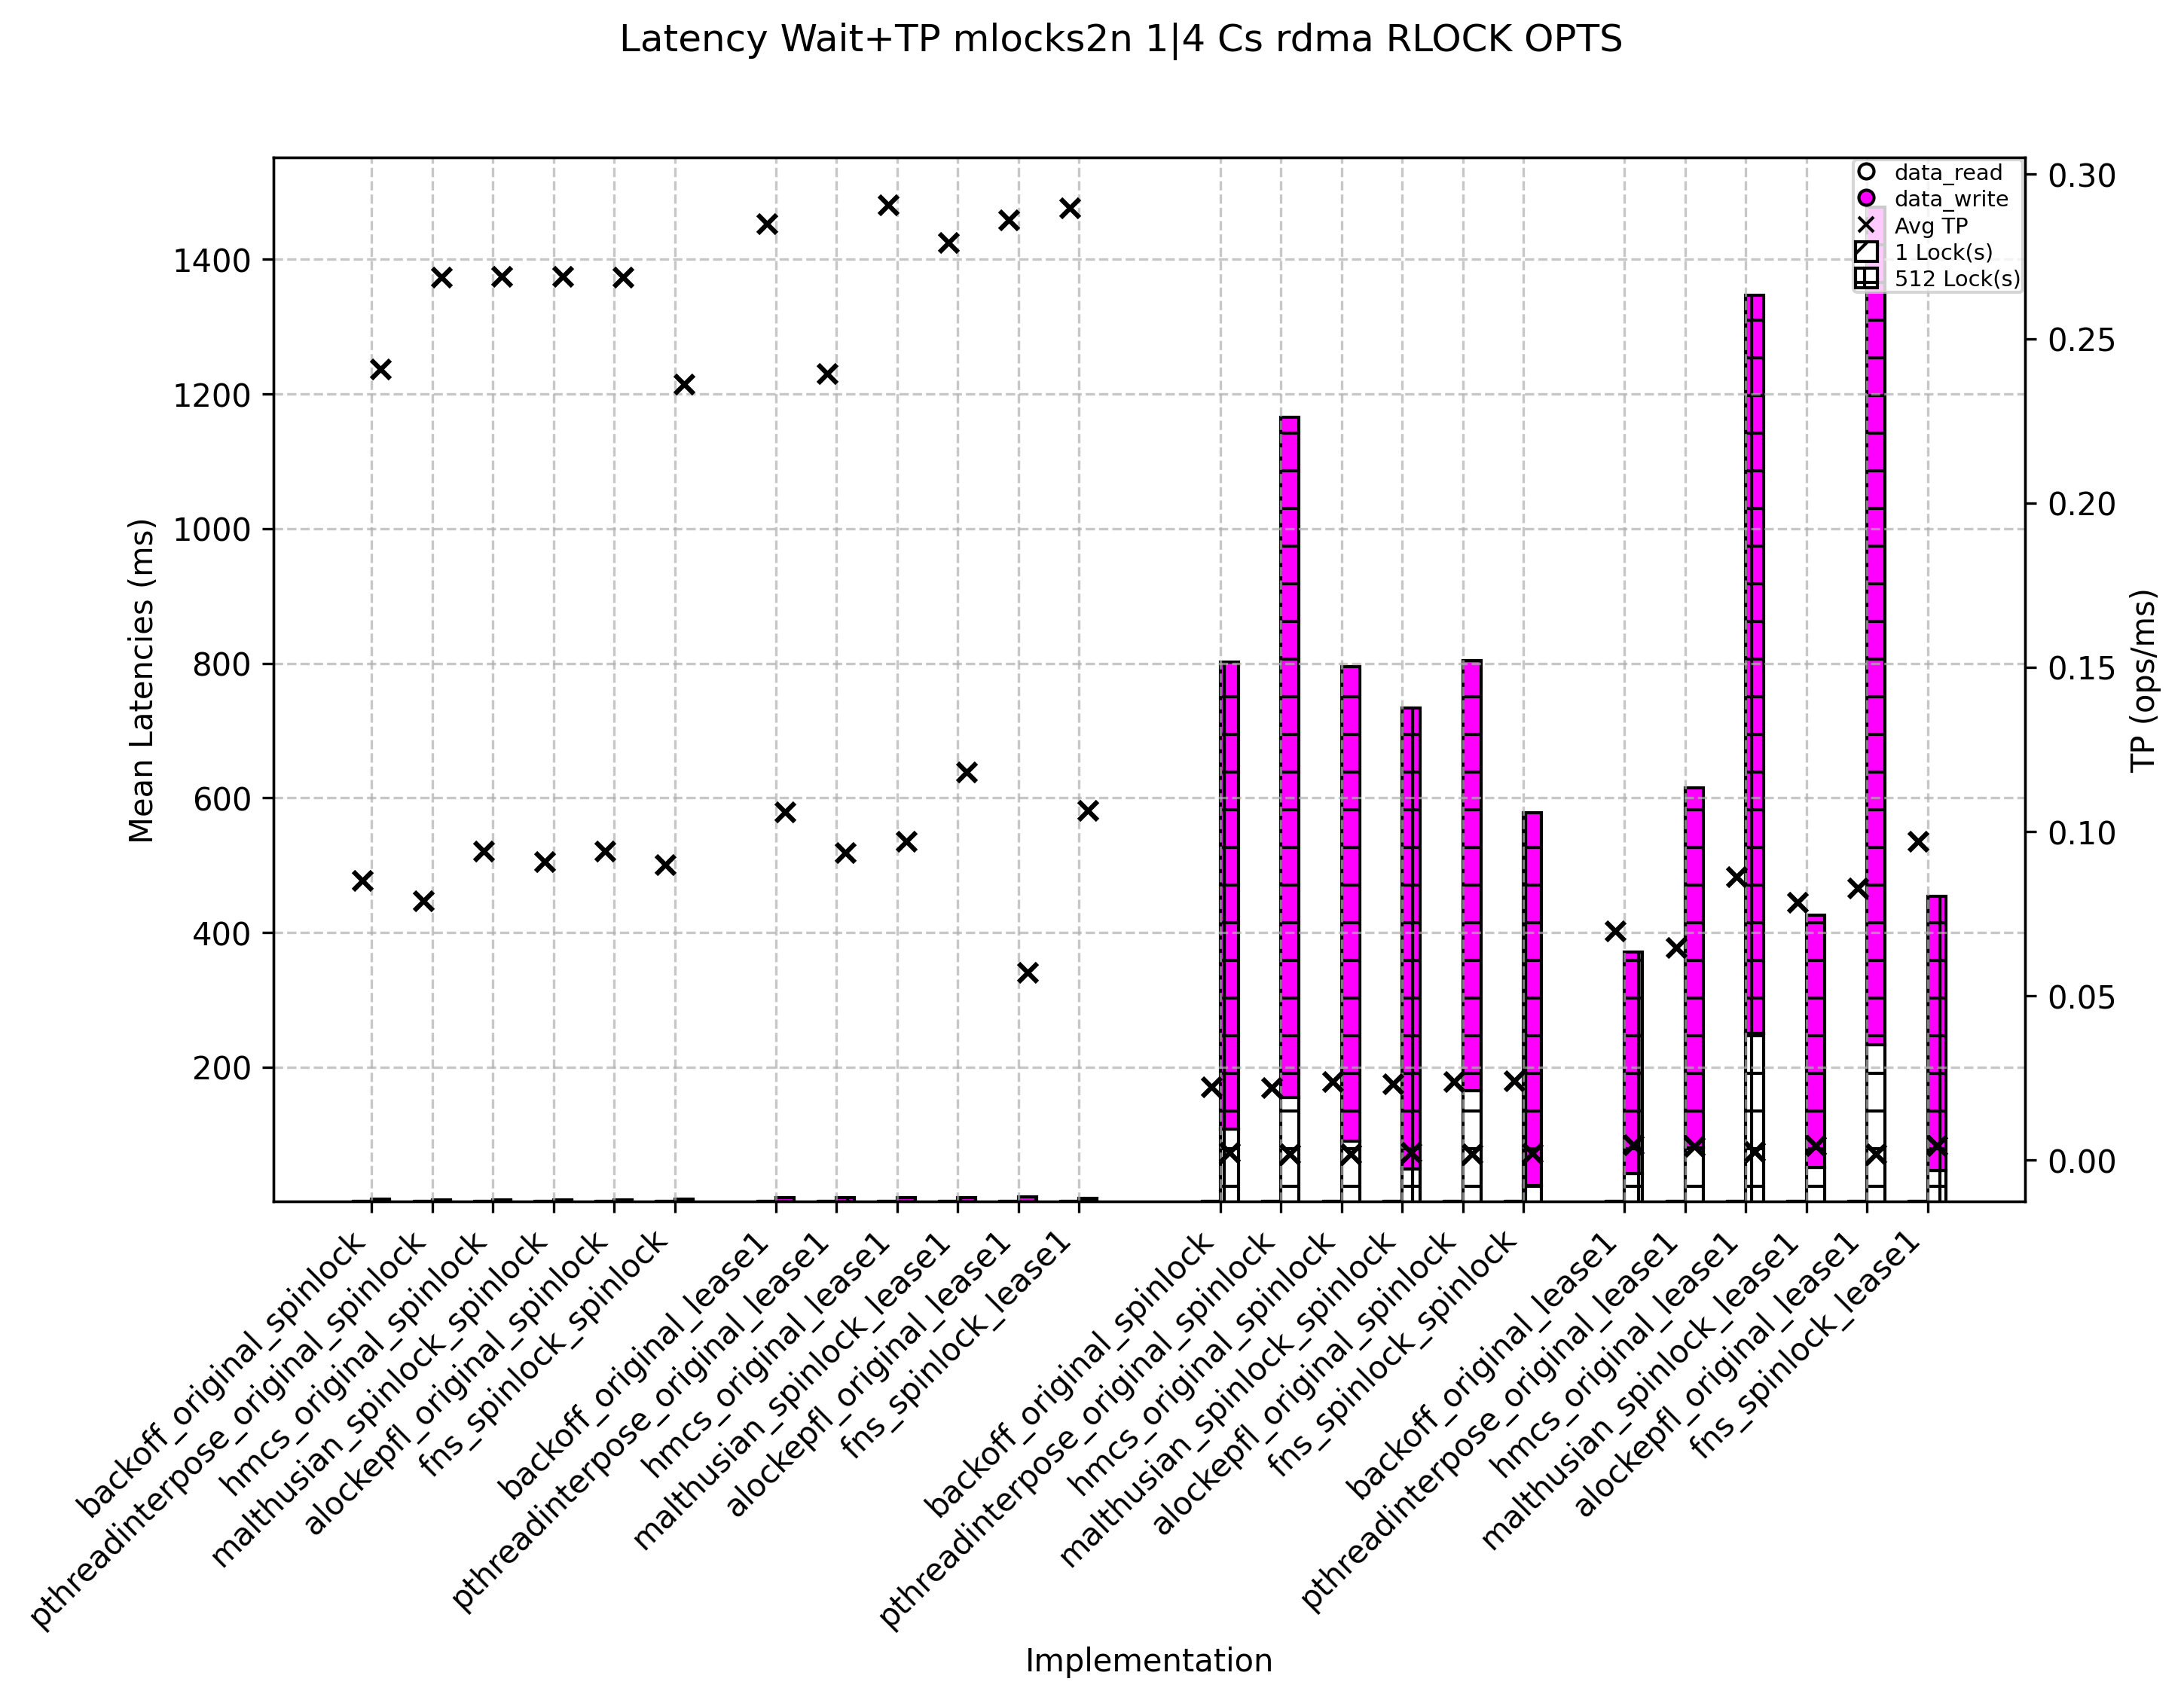 Latency Wait+TP mlocks2n 1|4 Cs rdma RLOCK OPTS
data_read
data_write
Avg TP
1 Lock(s)
512 Lock(s)
Mean Latencies (ms)
1400
1200
1000
800
600
400
200
0.30
0.25
0.20
0.15
0.10
0.05
0.00
TP (ops/ms)
backoff_original_spinlock
pthreadinterpose_original_spinlock
hmcs_original_spinlock
malthusian_spinlock_spinlock
alockepfl_original_spinlock
fns_spinlock_spinlock
backoff_original_lease1
pthreadinterpose_original_lease1
hmcs_original_lease1
malthusian_spinlock_lease1
alockepfl_original_lease1
fns_spinlock_lease1
backoff_original_spinlock
pthreadinterpose_original_spinlock
hmcs_original_spinlock
malthusian_spinlock_spinlock
alockepfl_original_spinlock
fns_spinlock_spinlock
backoff_original_lease1
pthreadinterpose_original_lease1
hmcs_original_lease1
malthusian_spinlock_lease1
alockepfl_original_lease1
fns_spinlock_lease1
Implementation